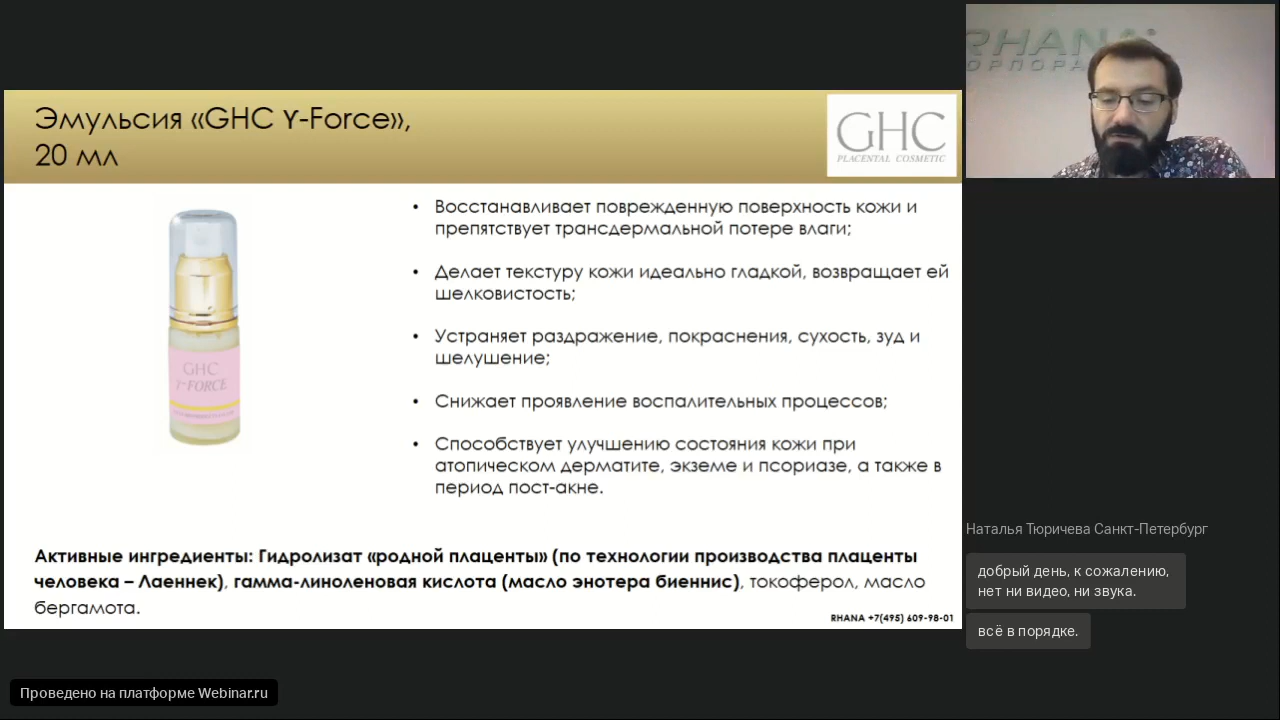 Эмульсия «GHC Y-Force»,
20 мл
GHC
PLACENTAL COSMETIC
• Восстанавливает поврежденную поверхность кожи и
препятствует трансдермальной потере влаги;
• Делает текстуру кожи идеально гладкой, возвращает ей
шелковистость;
• Устраняет раздражение, покраснения, сухость, зуд и
шелушение;
• Снижает проявление воспалительных процессов;
• Способствует улучшению состояния кожи при
атопическом дерматите, экземе и псориазе, а также в
период пост-акне.
GHC
γ-FORCE
Активные ингредиенты: Гидролизат «родной плаценты» (по технологии производства плаценты
человека – Лаеннек), гамма-линоленовая кислота (масло энотера биеннис), токоферол, масло
бергамота.
RHANA +7(495) 609-98-01
RHANA
ОРПОРА
Наталья Тюричева Санкт-Петербург
добрый день, к сожалению,
нет ни видео, ни звука.
всё в порядке.
Проведено на платформе Webinar.ru